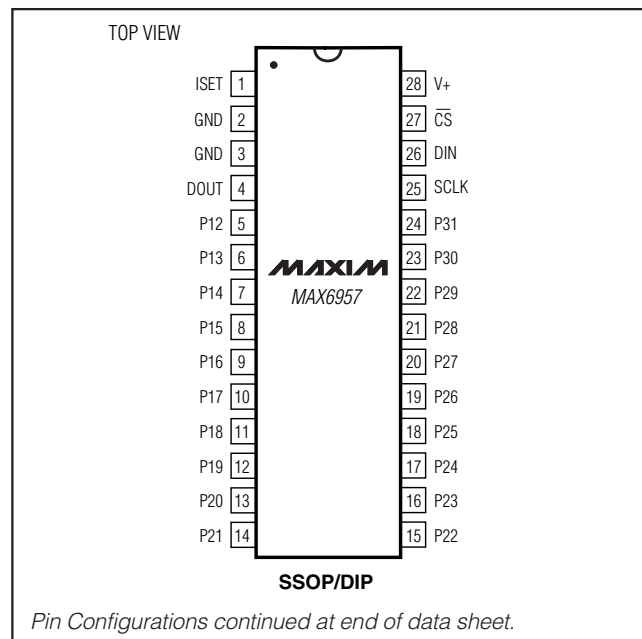 TOP VIEW
ISET 1 28 V+
GND 2 27 C̅S̅
GND 3 26 DIN
DOUT 4 25 SCLK
P12 5 24 P31
P13 6 23 P30
MAXIM
P14 7 MAX6957 22 P29
P15 8 21 P28
P16 9 20 P27
P17 10 19 P26
P18 11 18 P25
P19 12 17 P24
P20 13 16 P23
P21 14 15 P22
SSOP/DIP
Pin Configurations continued at end of data sheet.